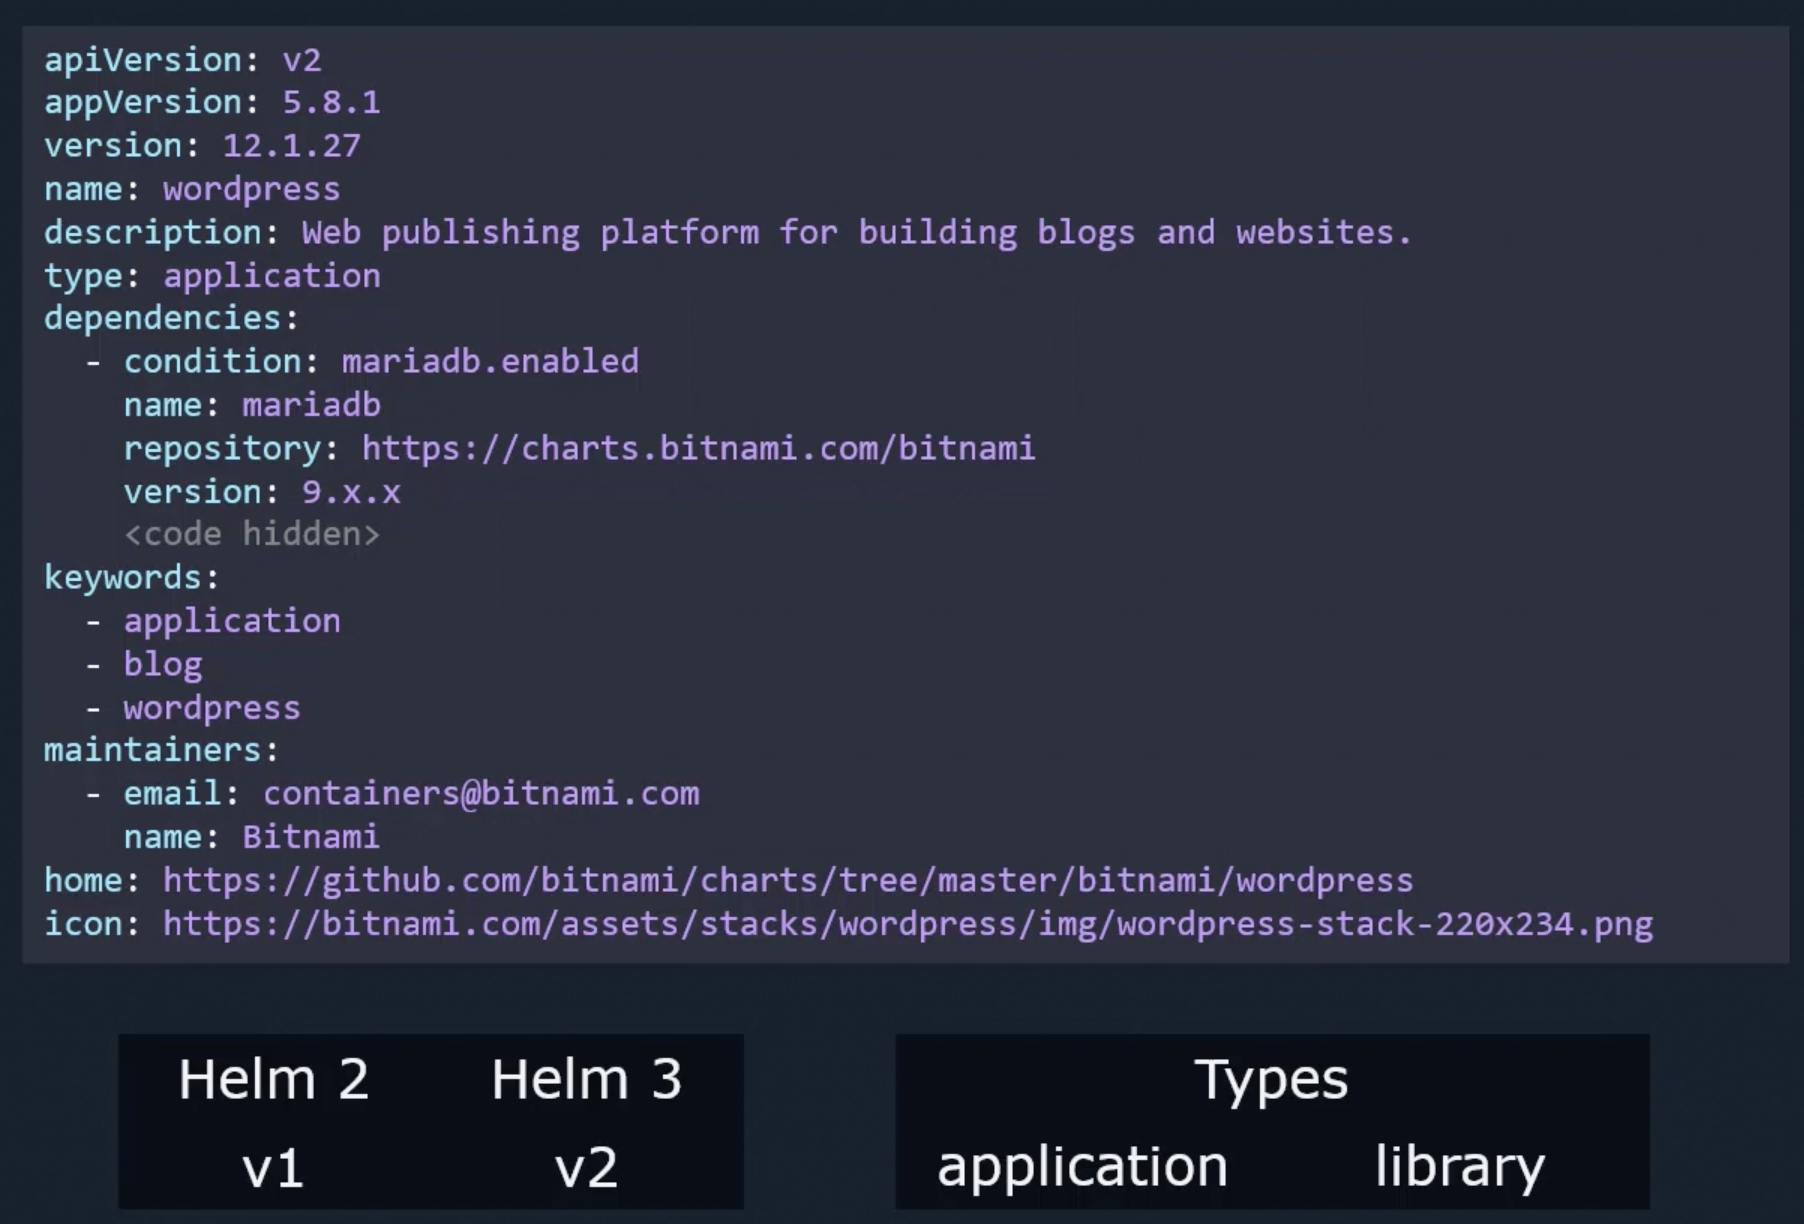 apiVersion: v2
appVersion: 5.8.1
version: 12.1.27
name: wordpress
description: Web publishing platform for building blogs and websites.
type: application
dependencies:
  - condition: mariadb.enabled
    name: mariadb
    repository: https://charts.bitnami.com/bitnami
    version: 9.x.x
    <code hidden>
keywords:
  - application
  - blog
  - wordpress
maintainers:
  - email: containers@bitnami.com
    name: Bitnami
home: https://github.com/bitnami/charts/tree/master/bitnami/wordpress
icon: https://bitnami.com/assets/stacks/wordpress/img/wordpress-stack-220x234.png
Helm 2 Helm 3
v1 v2
Types
application library